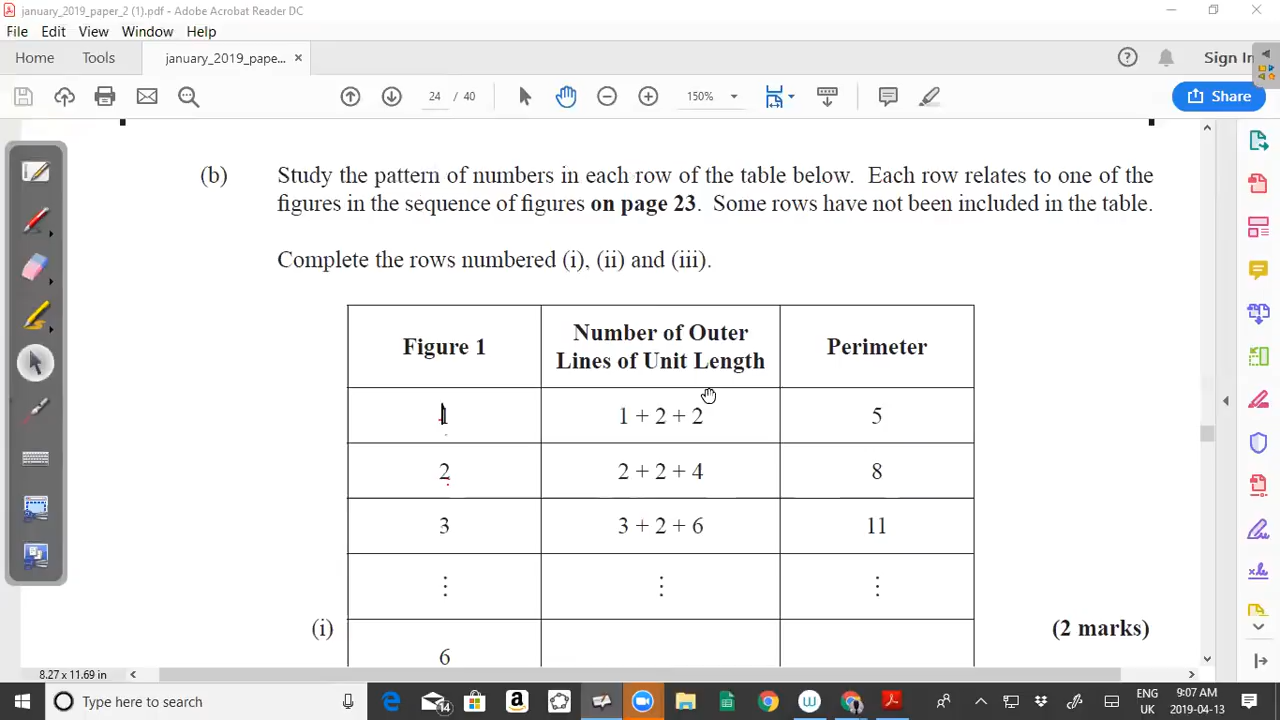 january_2019_paper_2 (1).pdf - Adobe Acrobat Reader DC
File Edit View Window Help
Home Tools january_2019_pape... × Sign In
24 / 40 150% Share
(b) Study the pattern of numbers in each row of the table below. Each row relates to one of the
figures in the sequence of figures on page 23. Some rows have not been included in the table.
Complete the rows numbered (i), (ii) and (iii).
Figure 1 Number of Outer Lines of Unit Length Perimeter
1 1 + 2 + 2 5
2 2 + 2 + 4 8
3 3 + 2 + 6 11
⋮ ⋮ ⋮
(i) 6 (2 marks)
8.27 x 11.69 in
Type here to search 14 ENG 9:07 AM
UK 2019-04-13